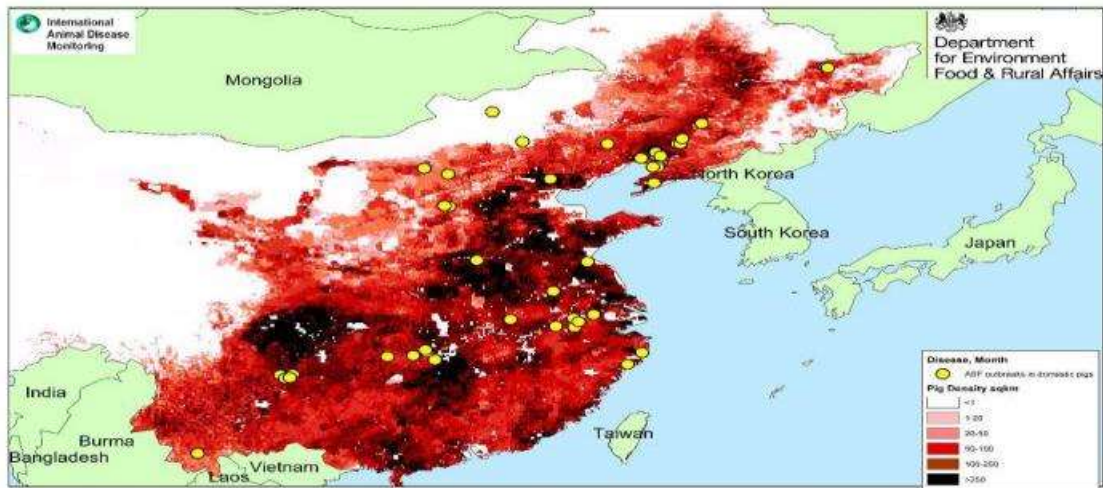 International
Animal Disease
Monitoring
Department
for Environment
Food & Rural Affairs
Mongolia
North Korea
South Korea
Japan
India
Burma
Bangladesh
Laos
Vietnam
Taiwan
Disease, Month
ASF outbreaks in domestic pigs
Pig Density sqkm
<1
1-20
50-100
100-250
>250